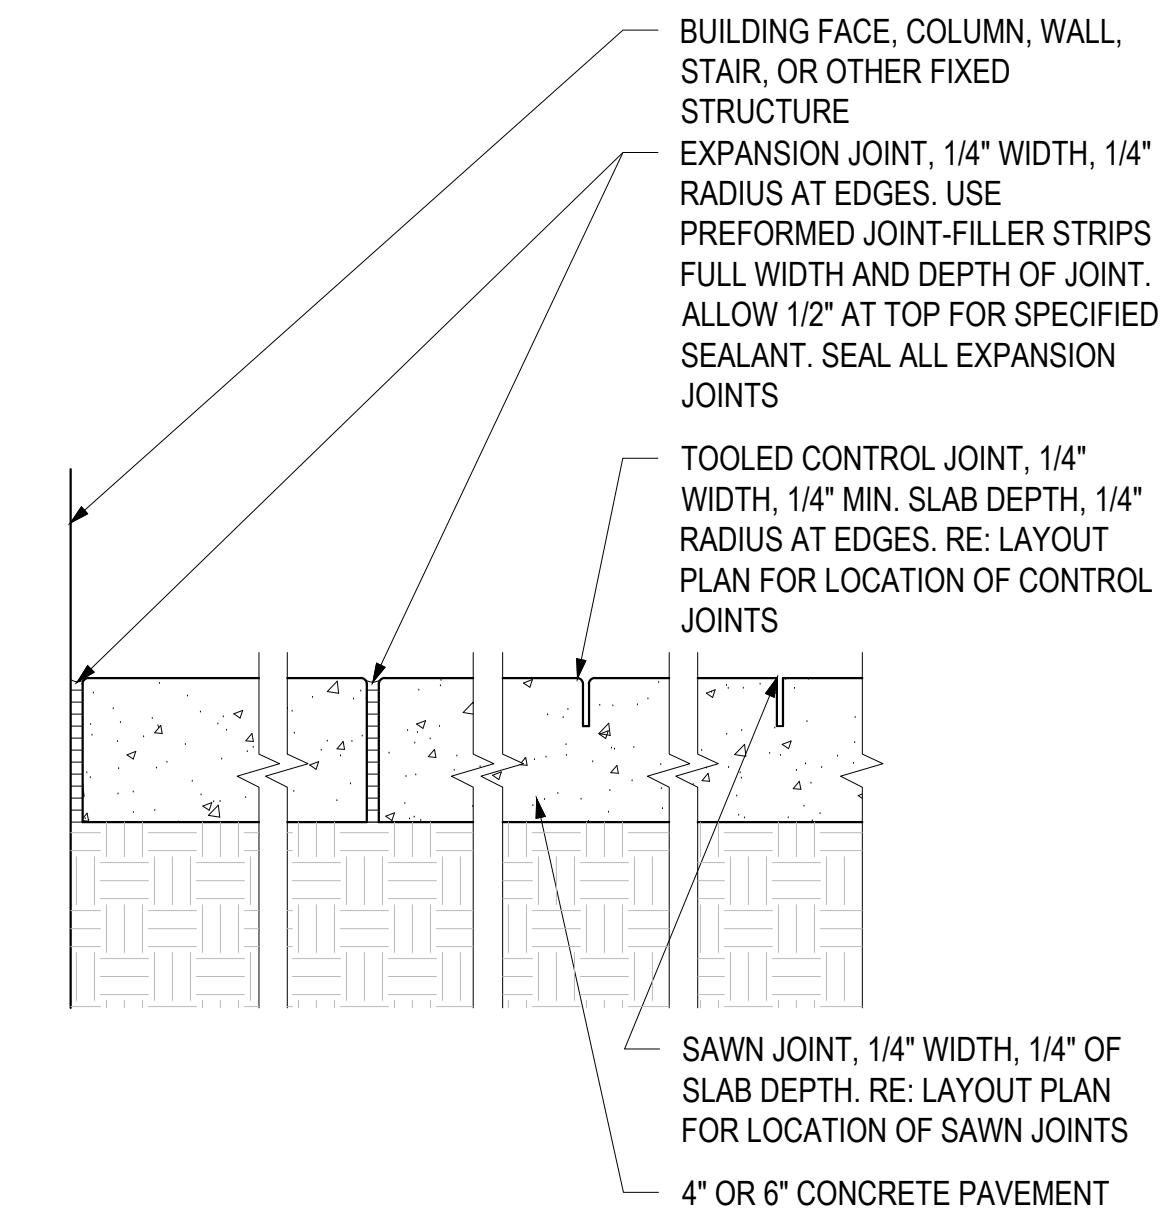 BUILDING FACE, COLUMN, WALL,
STAIR, OR OTHER FIXED
STRUCTURE
EXPANSION JOINT, 1/4" WIDTH, 1/4"
RADIUS AT EDGES. USE
PREFORMED JOINT-FILLER STRIPS
FULL WIDTH AND DEPTH OF JOINT.
ALLOW 1/2" AT TOP FOR SPECIFIED
SEALANT. SEAL ALL EXPANSION
JOINTS
TOOLED CONTROL JOINT, 1/4"
WIDTH, 1/4" MIN. SLAB DEPTH, 1/4"
RADIUS AT EDGES. RE: LAYOUT
PLAN FOR LOCATION OF CONTROL
JOINTS
SAWN JOINT, 1/4" WIDTH, 1/4" OF
SLAB DEPTH. RE: LAYOUT PLAN
FOR LOCATION OF SAWN JOINTS
4" OR 6" CONCRETE PAVEMENT